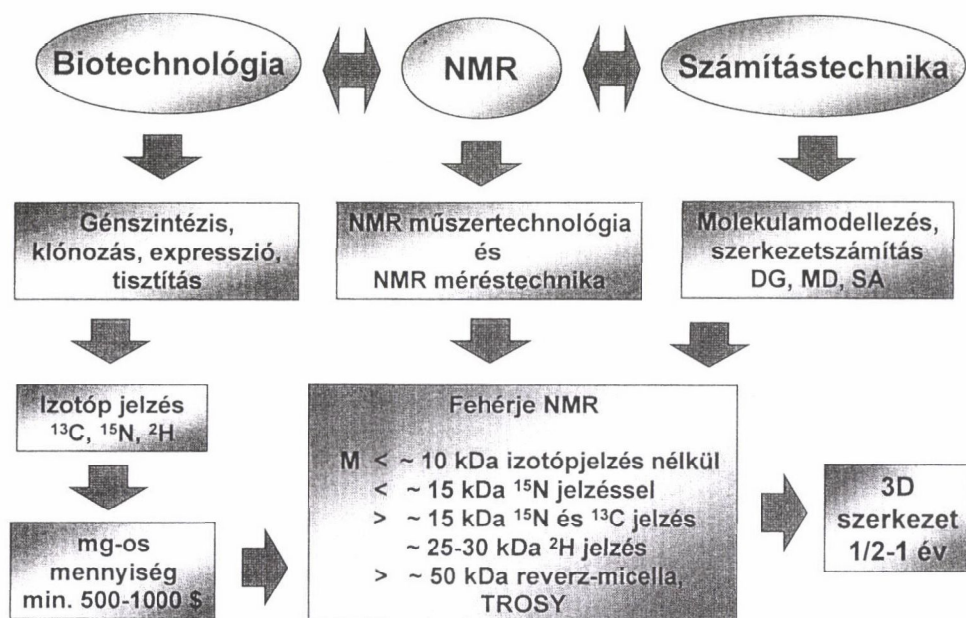 Biotechnológia
NMR
Számítástechnika
Génszintézis,
klónozás, expresszió,
tisztítás
NMR műszertechnológia
és
NMR méréstechnika
Molekulamodellezés,
szerkezetszámítás
DG, MD, SA
Izotóp jelzés
¹³C, ¹⁵N, ²H
mg-os
mennyiség
min. 500-1000 $
Fehérje NMR
M < ~ 10 kDa izotópjelzés nélkül
< ~ 15 kDa ¹⁵N jelzéssel
> ~ 15 kDa ¹⁵N és ¹³C jelzés
~ 25-30 kDa ²H jelzés
> ~ 50 kDa reverz-micella,
TROSY
3D
szerkezet
1/2-1 év